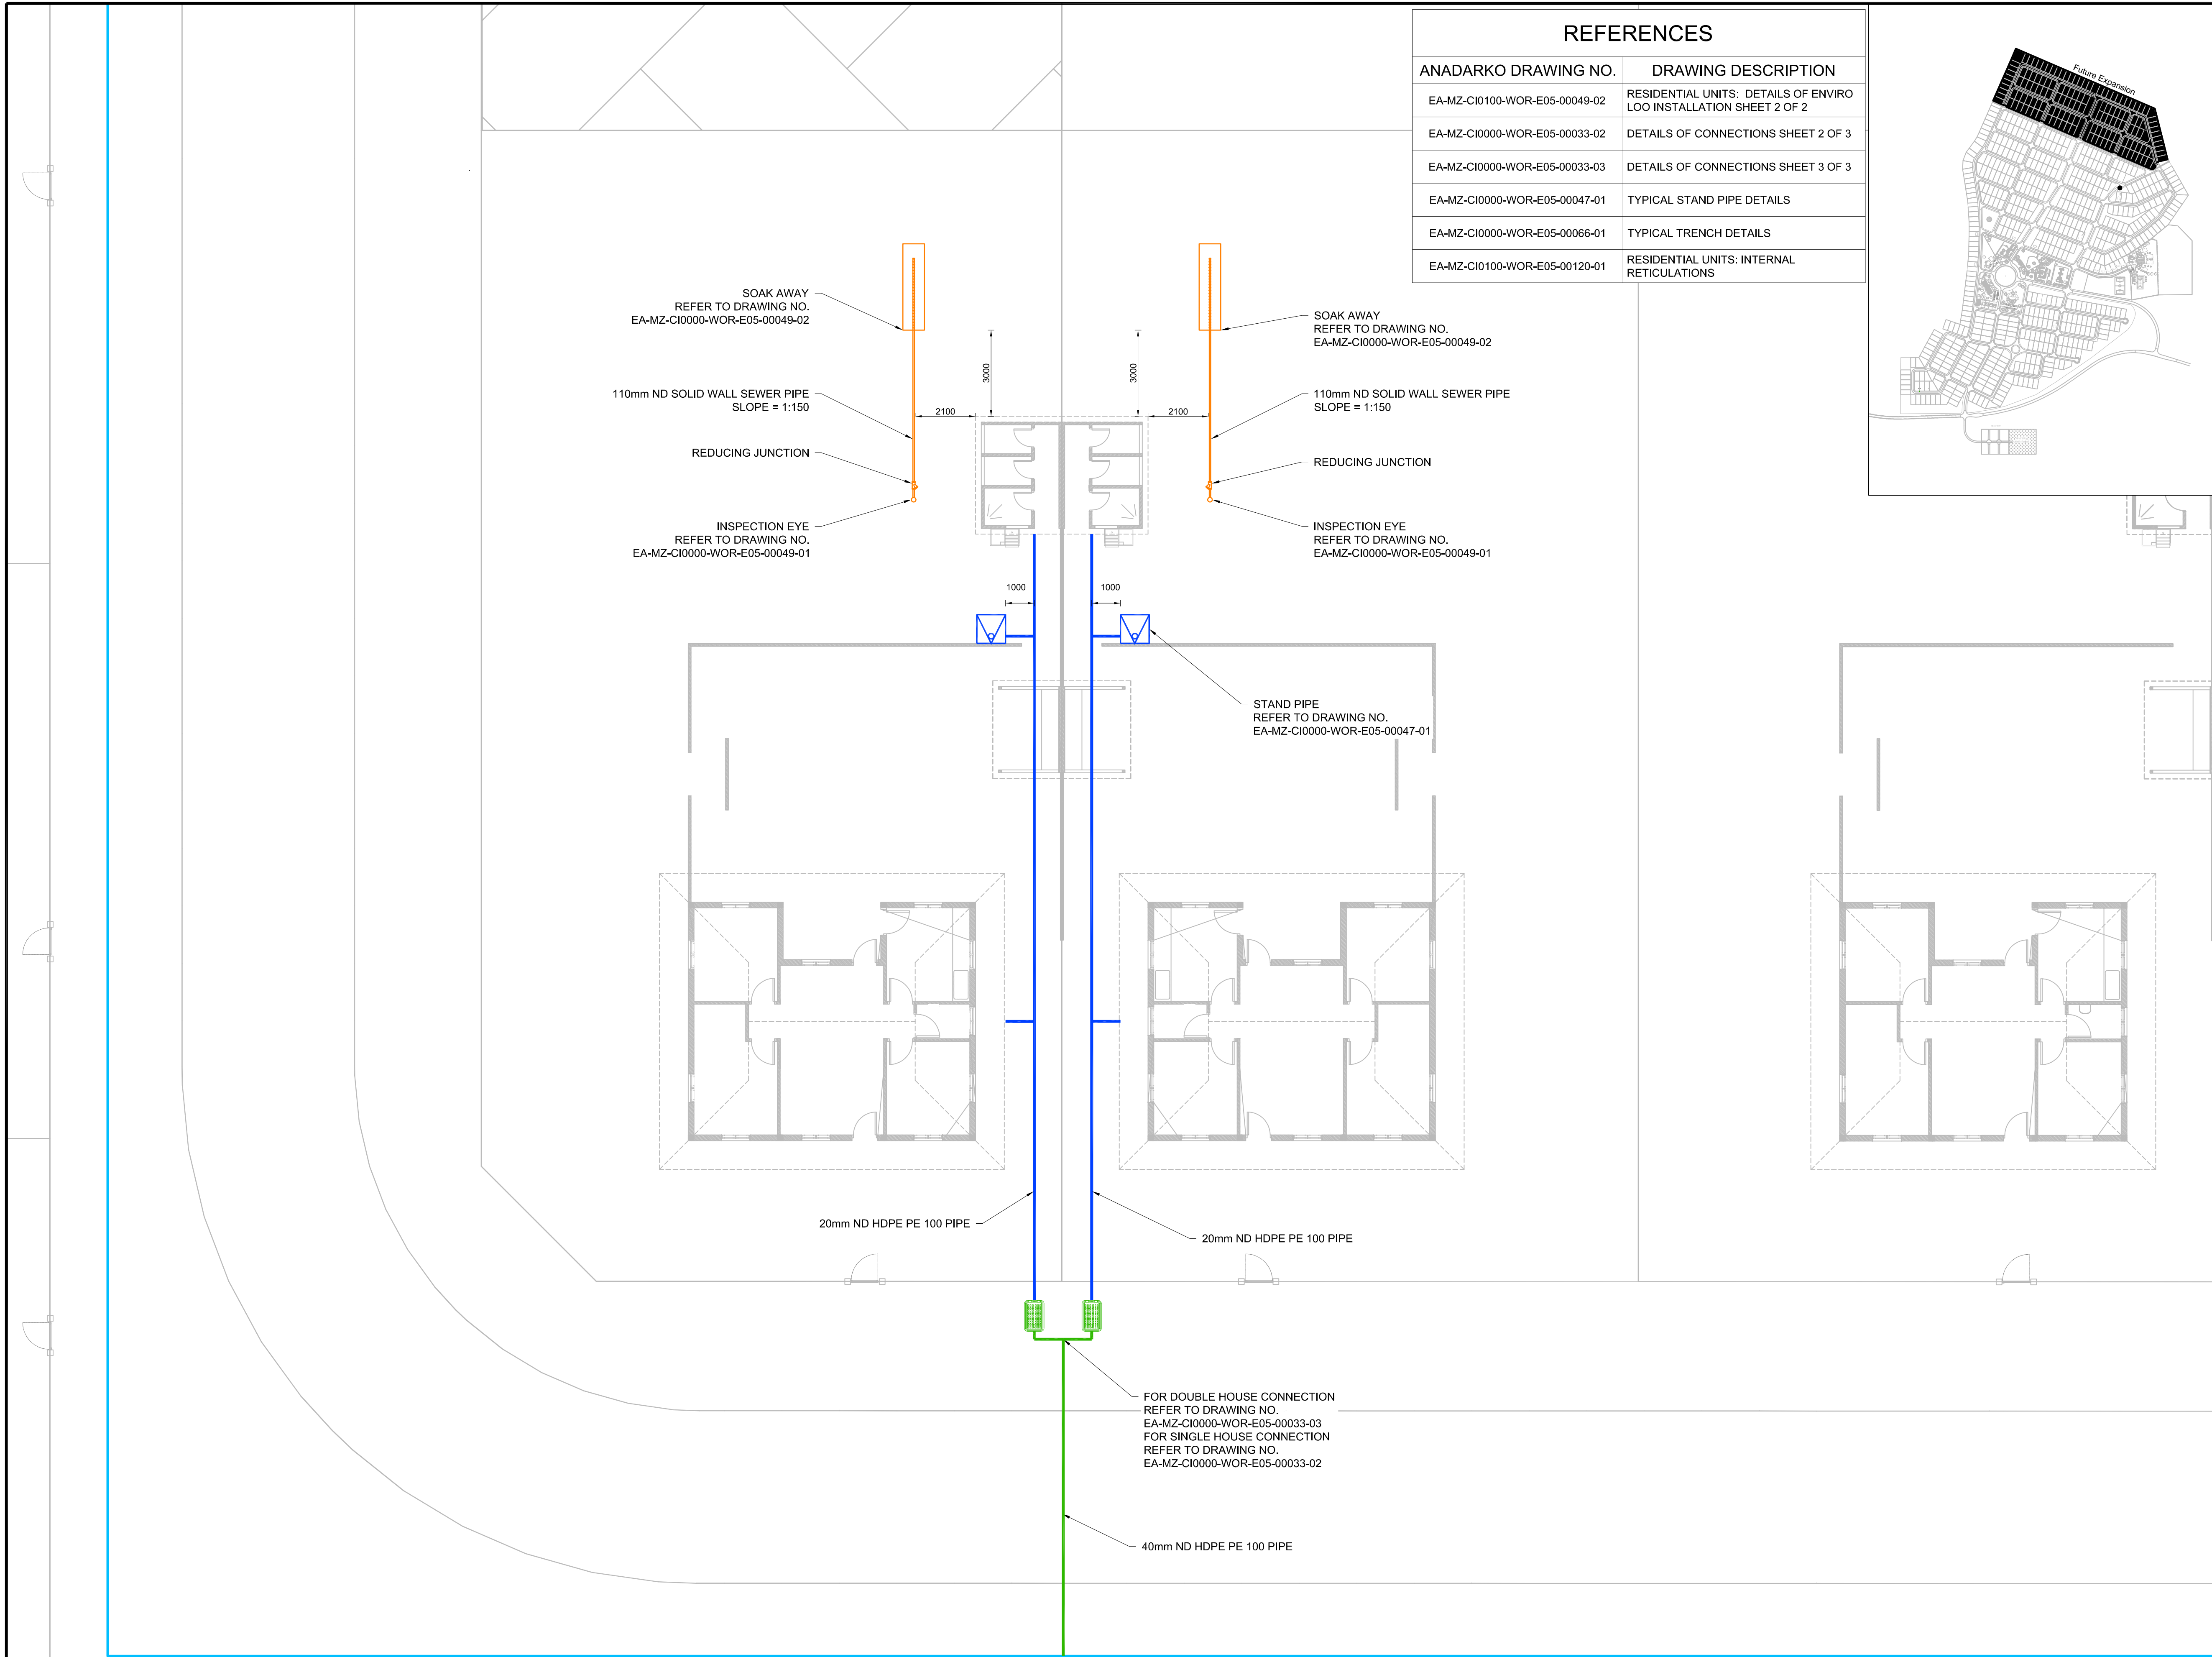 REFERENCES
ANADARKO DRAWING NO.
DRAWING DESCRIPTION
EA-MZ-CI0100-WOR-E05-00049-02
RESIDENTIAL UNITS: DETAILS OF ENVIRO
LOO INSTALLATION SHEET 2 OF 2
EA-MZ-CI0000-WOR-E05-00033-02
DETAILS OF CONNECTIONS SHEET 2 OF 3
EA-MZ-CI0000-WOR-E05-00033-03
DETAILS OF CONNECTIONS SHEET 3 OF 3
EA-MZ-CI0000-WOR-E05-00047-01
TYPICAL STAND PIPE DETAILS
EA-MZ-CI0000-WOR-E05-00066-01
TYPICAL TRENCH DETAILS
EA-MZ-CI0100-WOR-E05-00120-01
RESIDENTIAL UNITS: INTERNAL
RETICULATIONS
Future Expansion
SOAK AWAY
REFER TO DRAWING NO.
EA-MZ-CI0000-WOR-E05-00049-02
110mm ND SOLID WALL SEWER PIPE
SLOPE = 1:150
REDUCING JUNCTION
INSPECTION EYE
REFER TO DRAWING NO.
EA-MZ-CI0000-WOR-E05-00049-01
3000
3000
2100
2100
SOAK AWAY
REFER TO DRAWING NO.
EA-MZ-CI0000-WOR-E05-00049-02
110mm ND SOLID WALL SEWER PIPE
SLOPE = 1:150
REDUCING JUNCTION
INSPECTION EYE
REFER TO DRAWING NO.
EA-MZ-CI0000-WOR-E05-00049-01
1000
1000
STAND PIPE
REFER TO DRAWING NO.
EA-MZ-CI0000-WOR-E05-00047-01
20mm ND HDPE PE 100 PIPE
20mm ND HDPE PE 100 PIPE
FOR DOUBLE HOUSE CONNECTION
REFER TO DRAWING NO.
EA-MZ-CI0000-WOR-E05-00033-03
FOR SINGLE HOUSE CONNECTION
REFER TO DRAWING NO.
EA-MZ-CI0000-WOR-E05-00033-02
40mm ND HDPE PE 100 PIPE